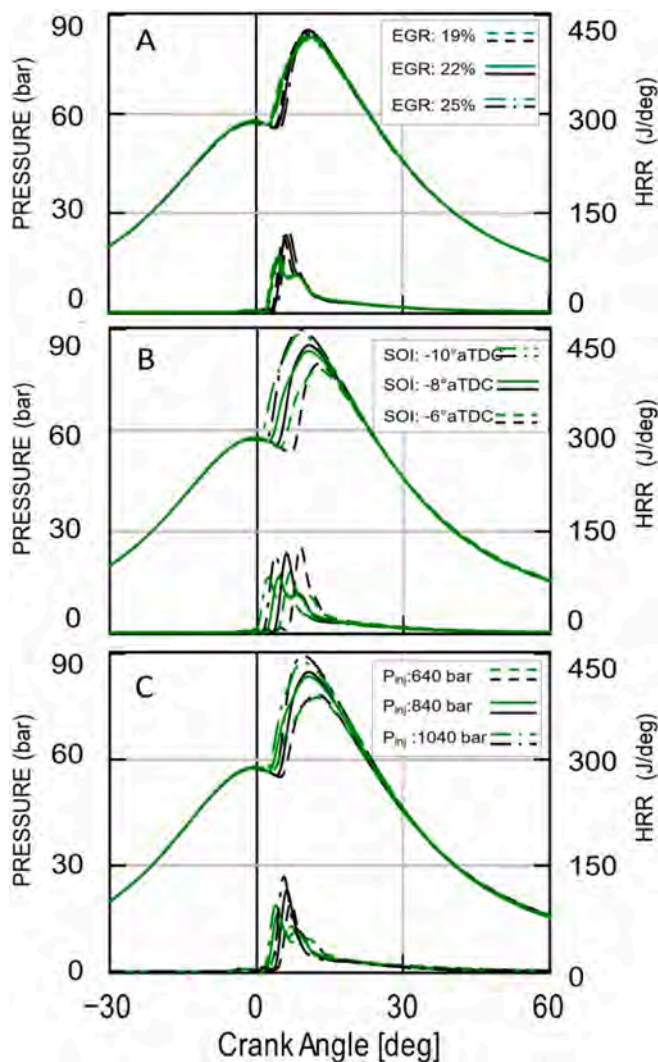 A
EGR: 19%
EGR: 22%
EGR: 25%
PRESSURE (bar)
90
60
30
0
HRR (J/deg)
450
300
150
0
B
SOI: -10°aTDC
SOI: -8°aTDC
SOI: -6°aTDC
PRESSURE (bar)
90
60
30
0
HRR (J/deg)
450
300
150
0
C
Pinj:640 bar
Pinj:840 bar
Pinj :1040 bar
PRESSURE (bar)
90
60
30
0
HRR (J/deg)
450
300
150
0
−30 0 30 60
Crank Angle [deg]